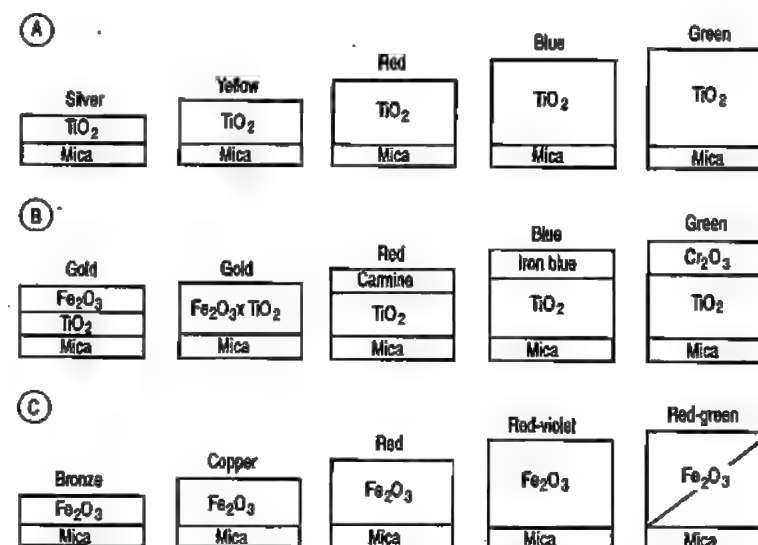 A
Silver
TiO₂
Mica
Yellow
TiO₂
Mica
Red
TiO₂
Mica
Blue
TiO₂
Mica
Green
TiO₂
Mica
B
Gold
Fe₂O₃
TiO₂
Mica
Gold
Fe₂O₃x TiO₂
Mica
Red
Carmine
TiO₂
Mica
Blue
Iron blue
TiO₂
Mica
Green
Cr₂O₃
TiO₂
Mica
C
Bronze
Fe₂O₃
Mica
Copper
Fe₂O₃
Mica
Red
Fe₂O₃
Mica
Red-violet
Fe₂O₃
Mica
Red-green
Fe₂O₃
Mica